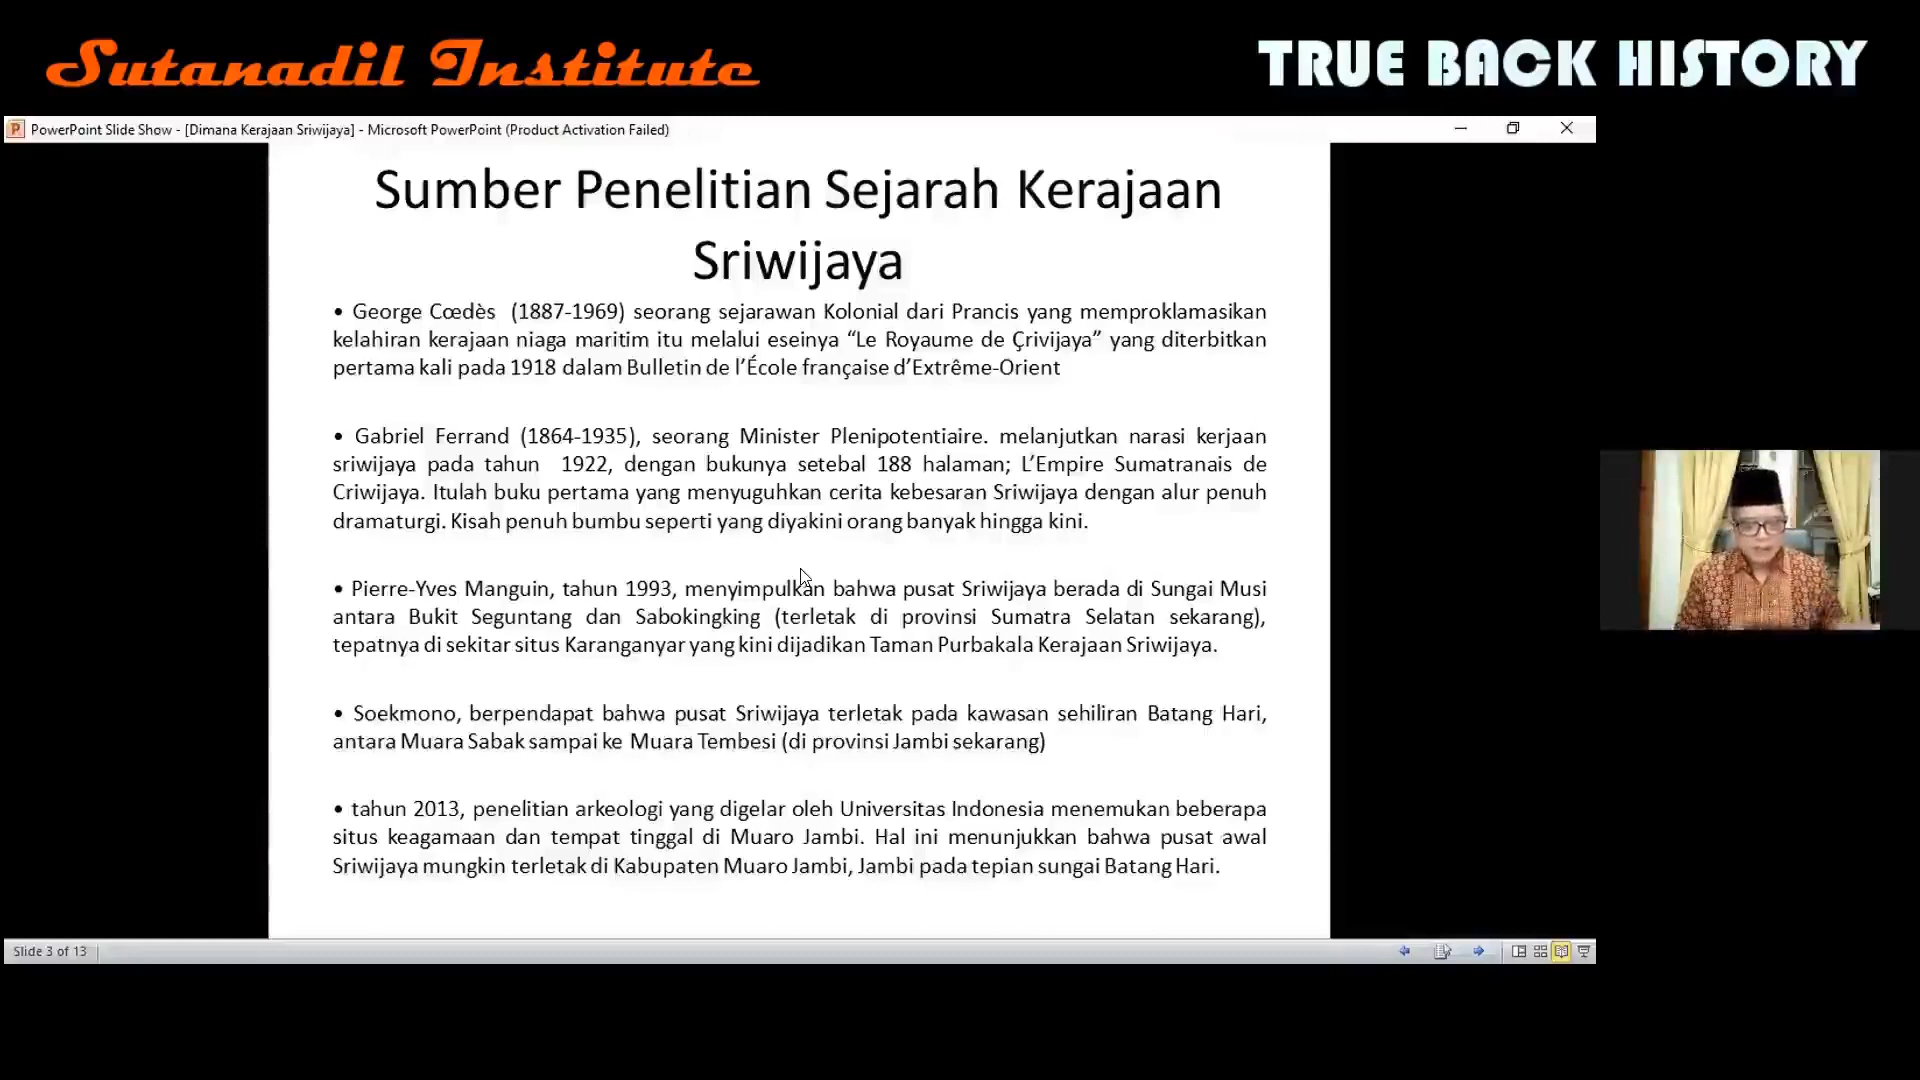 Sutanadil Institute
TRUE BACK HISTORY
PowerPoint Slide Show - [Dimana Kerajaan Sriwijaya] - Microsoft PowerPoint (Product Activation Failed)
Sumber Penelitian Sejarah Kerajaan
Sriwijaya
• George Cœdès (1887-1969) seorang sejarawan Kolonial dari Prancis yang memproklamasikan
kelahiran kerajaan niaga maritim itu melalui eseinya “Le Royaume de Çrivijaya” yang diterbitkan
pertama kali pada 1918 dalam Bulletin de l’École française d’Extrême-Orient
• Gabriel Ferrand (1864-1935), seorang Minister Plenipotentiaire. melanjutkan narasi kerjaan
sriwijaya pada tahun 1922, dengan bukunya setebal 188 halaman; L’Empire Sumatranais de
Criwijaya. Itulah buku pertama yang menyuguhkan cerita kebesaran Sriwijaya dengan alur penuh
dramaturgi. Kisah penuh bumbu seperti yang diyakini orang banyak hingga kini.
• Pierre-Yves Manguin, tahun 1993, menyimpulkan bahwa pusat Sriwijaya berada di Sungai Musi
antara Bukit Seguntang dan Sabokingking (terletak di provinsi Sumatra Selatan sekarang),
tepatnya di sekitar situs Karanganyar yang kini dijadikan Taman Purbakala Kerajaan Sriwijaya.
• Soekmono, berpendapat bahwa pusat Sriwijaya terletak pada kawasan sehiliran Batang Hari,
antara Muara Sabak sampai ke Muara Tembesi (di provinsi Jambi sekarang)
• tahun 2013, penelitian arkeologi yang digelar oleh Universitas Indonesia menemukan beberapa
situs keagamaan dan tempat tinggal di Muaro Jambi. Hal ini menunjukkan bahwa pusat awal
Sriwijaya mungkin terletak di Kabupaten Muaro Jambi, Jambi pada tepian sungai Batang Hari.
Slide 3 of 13